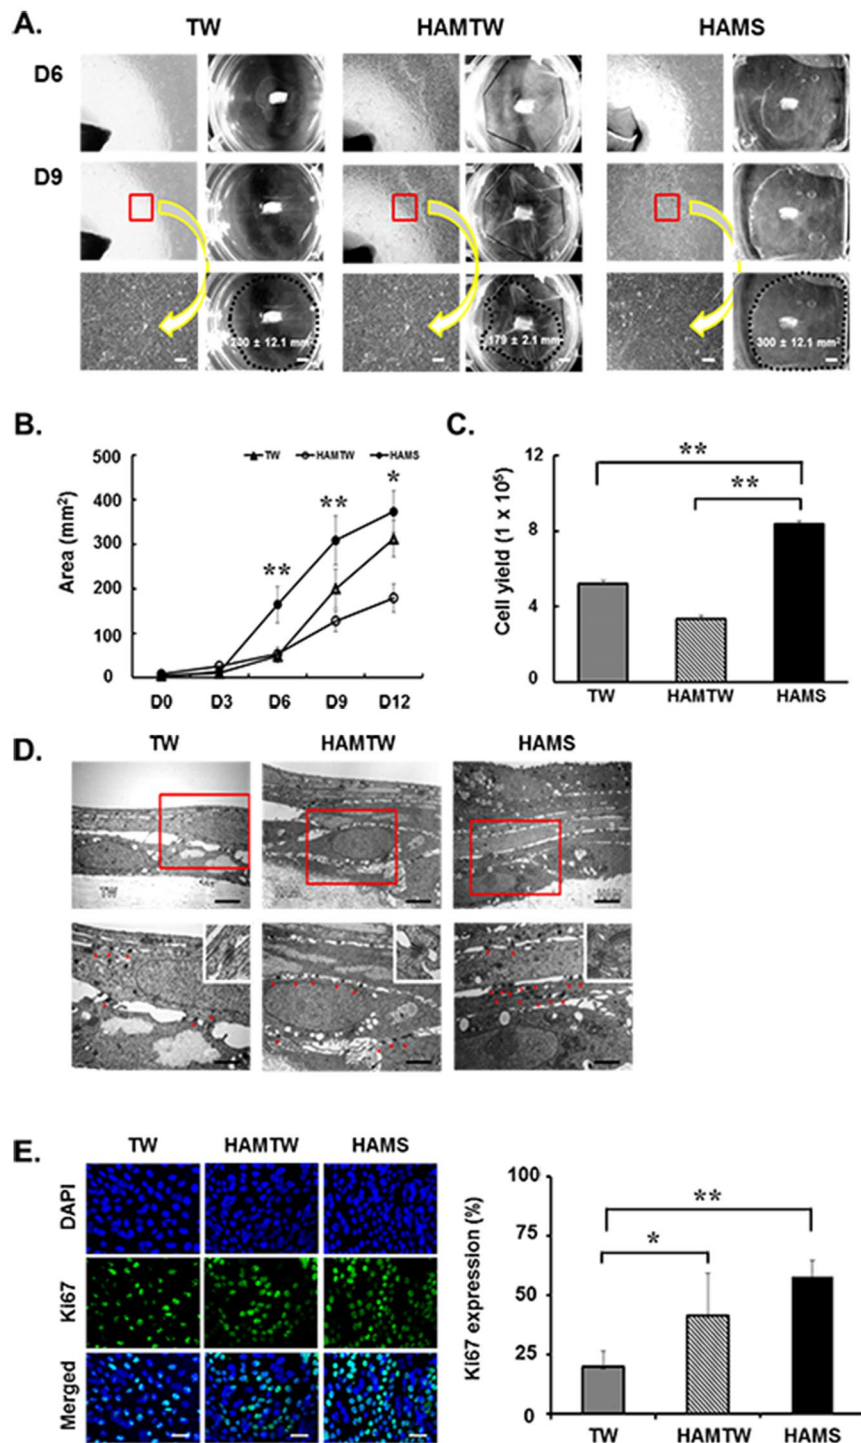 A.
TW HAMTW HAMS
D6
D9
230 ± 12.1 mm² 179 ± 2.1 mm² 300 ± 12.1 mm²
B.
500
400
300
200
100
0
Area (mm²)
TW HAMTW HAMS
** ** *
D0 D3 D6 D9 D12
C.
12
8
4
0
Cell yield (1 x 10⁵)
**
**
TW HAMTW HAMS
D.
TW HAMTW HAMS
TW
E.
TW HAMTW HAMS
DAPI
Ki67
Merged
100
75
50
25
0
Ki67 expression (%)
**
*
TW HAMTW HAMS